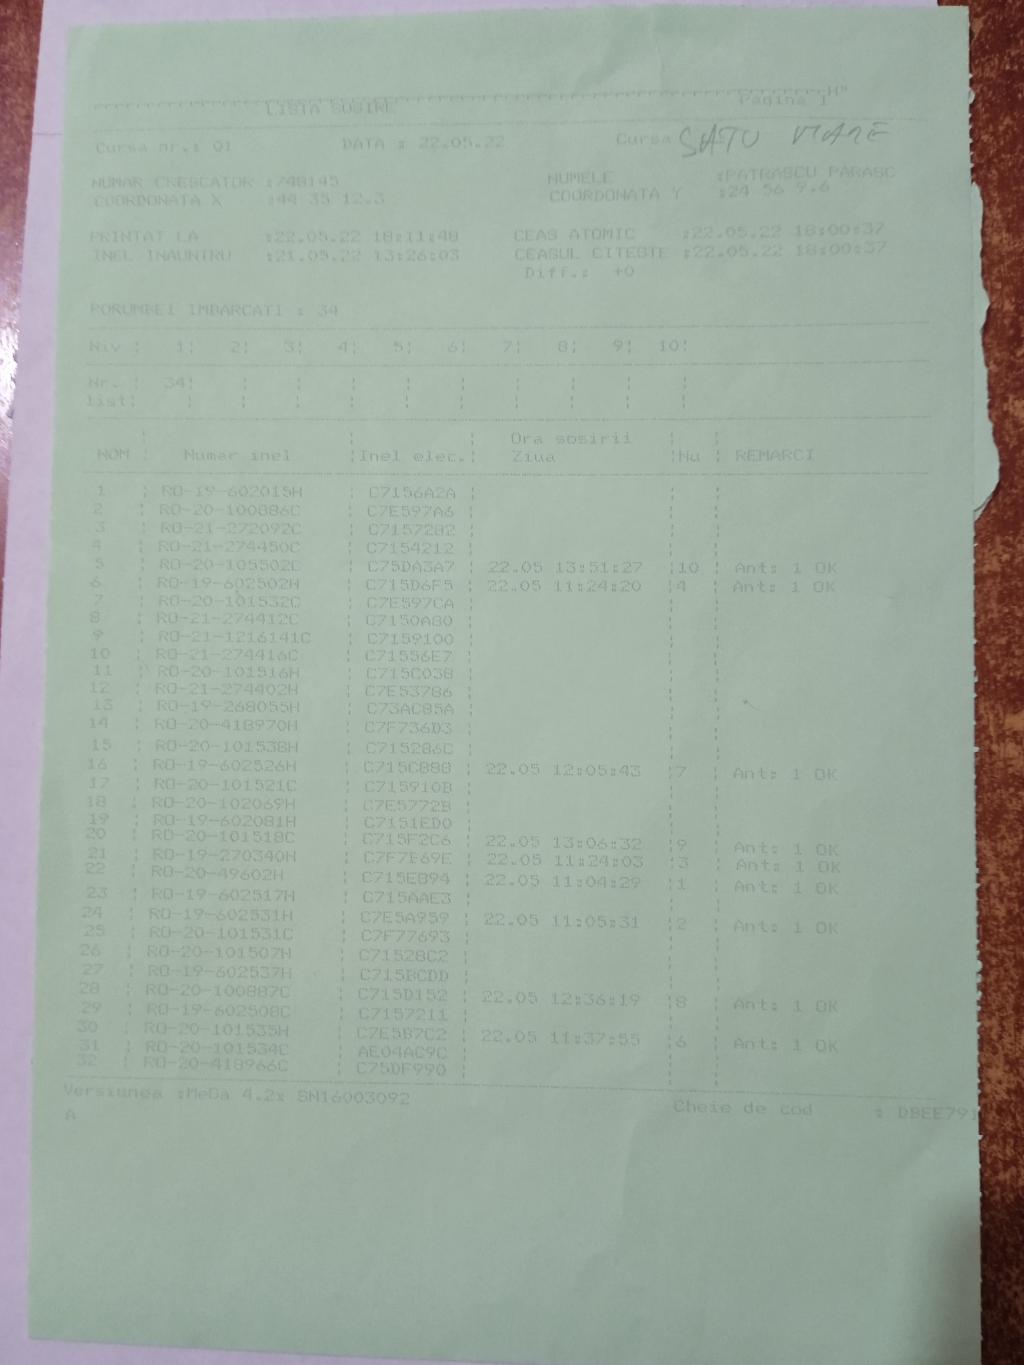 LISTA SOSIRE Pagina 1
Cursa nr.: 01 DATA : 22.05.22 Cursa SATU MARE
NUMAR CRESCATOR :748145 NUMELE :PATRASCU PARASC
COORDONATA X :44 35 12.3 COORDONATA Y :24 56 9.6
PRINTAT LA :22.05.22 18:11:48 CEAS ATOMIC :22.05.22 18:00:37
INEL INAUNTRU :21.05.22 13:26:03 CEASUL CITESTE :22.05.22 18:00:37
Diff.: +0
PORUMBEI IMBARCATI : 34
Niv : 1: 2: 3: 4: 5: 6: 7: 8: 9: 10:
Nr. : 34:
list:
Ora sosirii
NOM : Numar inel :Inel elec.: Ziua :Nu : REMARCI
1 : RO-19-602015H : C7156A2A :
2 : RO-20-100886C : C7E597A6 :
3 : RO-21-272092C : C7157282 :
4 : RO-21-274450C : C7154212 :
5 : RO-20-105502C : C75DA3A7 : 22.05 13:51:27 :10 : Ant: 1 OK
6 : RO-19-602502H : C715D6F5 : 22.05 11:24:20 :4 : Ant: 1 OK
7 : RO-20-101532C : C7E597CA :
8 : RO-21-274412C : C7150A80 :
9 : RO-21-1216141C : C7159100 :
10 : RO-21-274416C : C71556E7 :
11 : RO-20-101516H : C715C038 :
12 : RO-21-274402H : C7E53786 :
13 : RO-19-268055H : C73AC85A :
14 : RO-20-418970H : C7F736D3 :
15 : RO-20-101538H : C715286C :
16 : RO-19-602526H : C715C888 : 22.05 12:05:43 :7 : Ant: 1 OK
17 : RO-20-101521C : C715910B :
18 : RO-20-102069H : C7E5772B :
19 : RO-19-602081H : C7151ED0 :
20 : RO-20-101518C : C715F2C6 : 22.05 13:06:32 :9 : Ant: 1 OK
21 : RO-19-270340H : C7F7B69E : 22.05 11:24:03 :3 : Ant: 1 OK
22 : RO-20-49602H : C715E894 : 22.05 11:04:29 :1 : Ant: 1 OK
23 : RO-19-602517H : C715AAE3 :
24 : RO-19-602531H : C7E5A959 : 22.05 11:05:31 :2 : Ant: 1 OK
25 : RO-20-101531C : C7F77693 :
26 : RO-20-101507H : C71528C2 :
27 : RO-19-602537H : C715BCDD :
28 : RO-20-100887C : C715D152 : 22.05 12:36:19 :8 : Ant: 1 OK
29 : RO-19-602508C : C7157211 :
30 : RO-20-101535H : C7E587C2 : 22.05 11:37:55 :6 : Ant: 1 OK
31 : RO-20-101534C : AE04AC9C :
32 : RO-20-418966C : C75DF990 :
Versiunea :MeGa 4.2x SN16003092 Cheie de cod : DBEE791
A